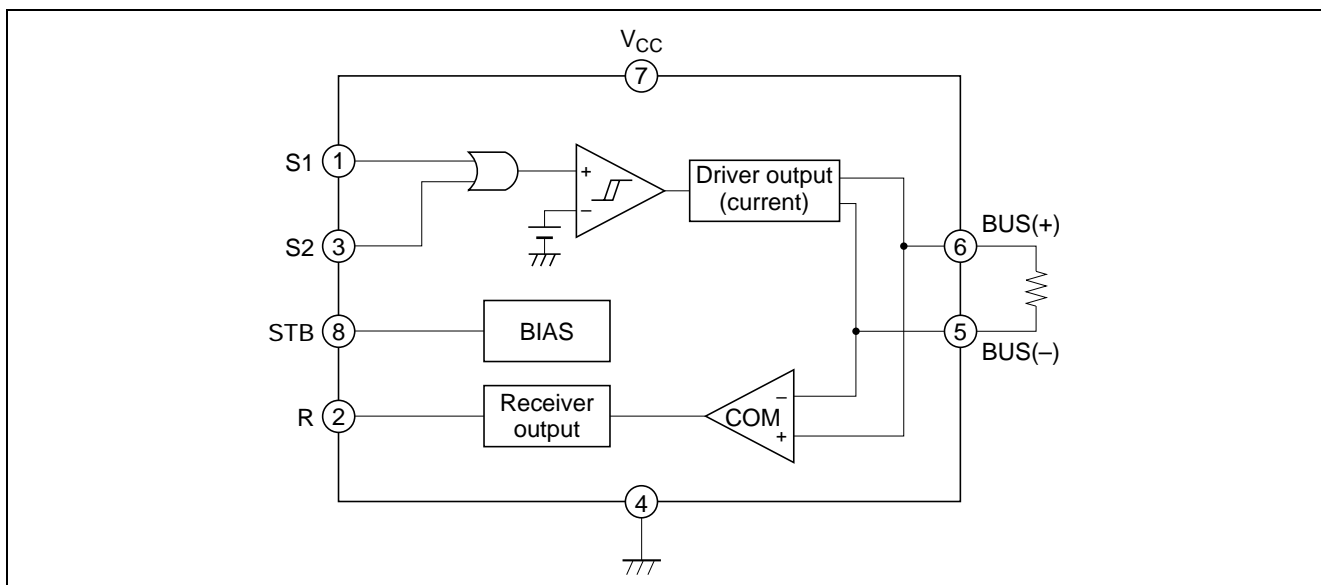 VCC
7
S1
1
+
Driver output
(current)
–
BUS(+)
S2
3
6
STB
8
BIAS
5
BUS(–)
R
2
Receiver
output
COM
–
+
4